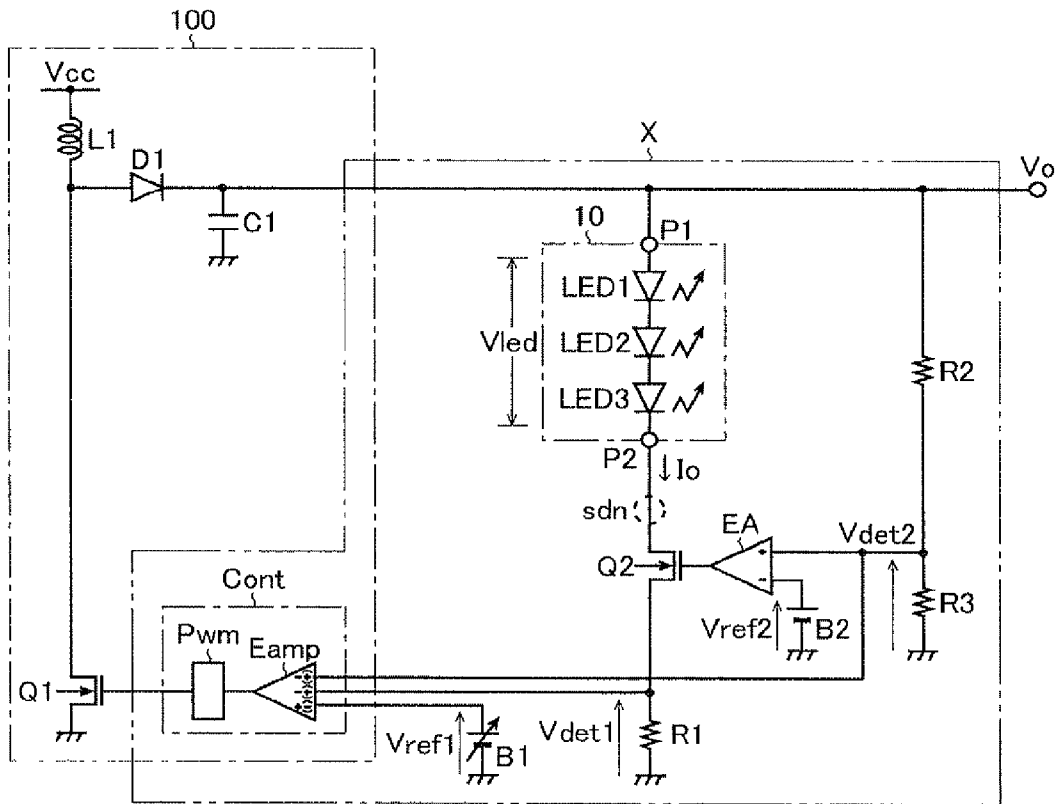 100
Vcc
L1
D1
C1
X
Vo
10
P1
LED1
LED2
LED3
Vled
P2
Io
sdn
R2
EA
+
-
Q2
Vdet2
Vref2
B2
R3
Cont
Pwm
Eamp
Q1
Vref1
B1
Vdet1
R1